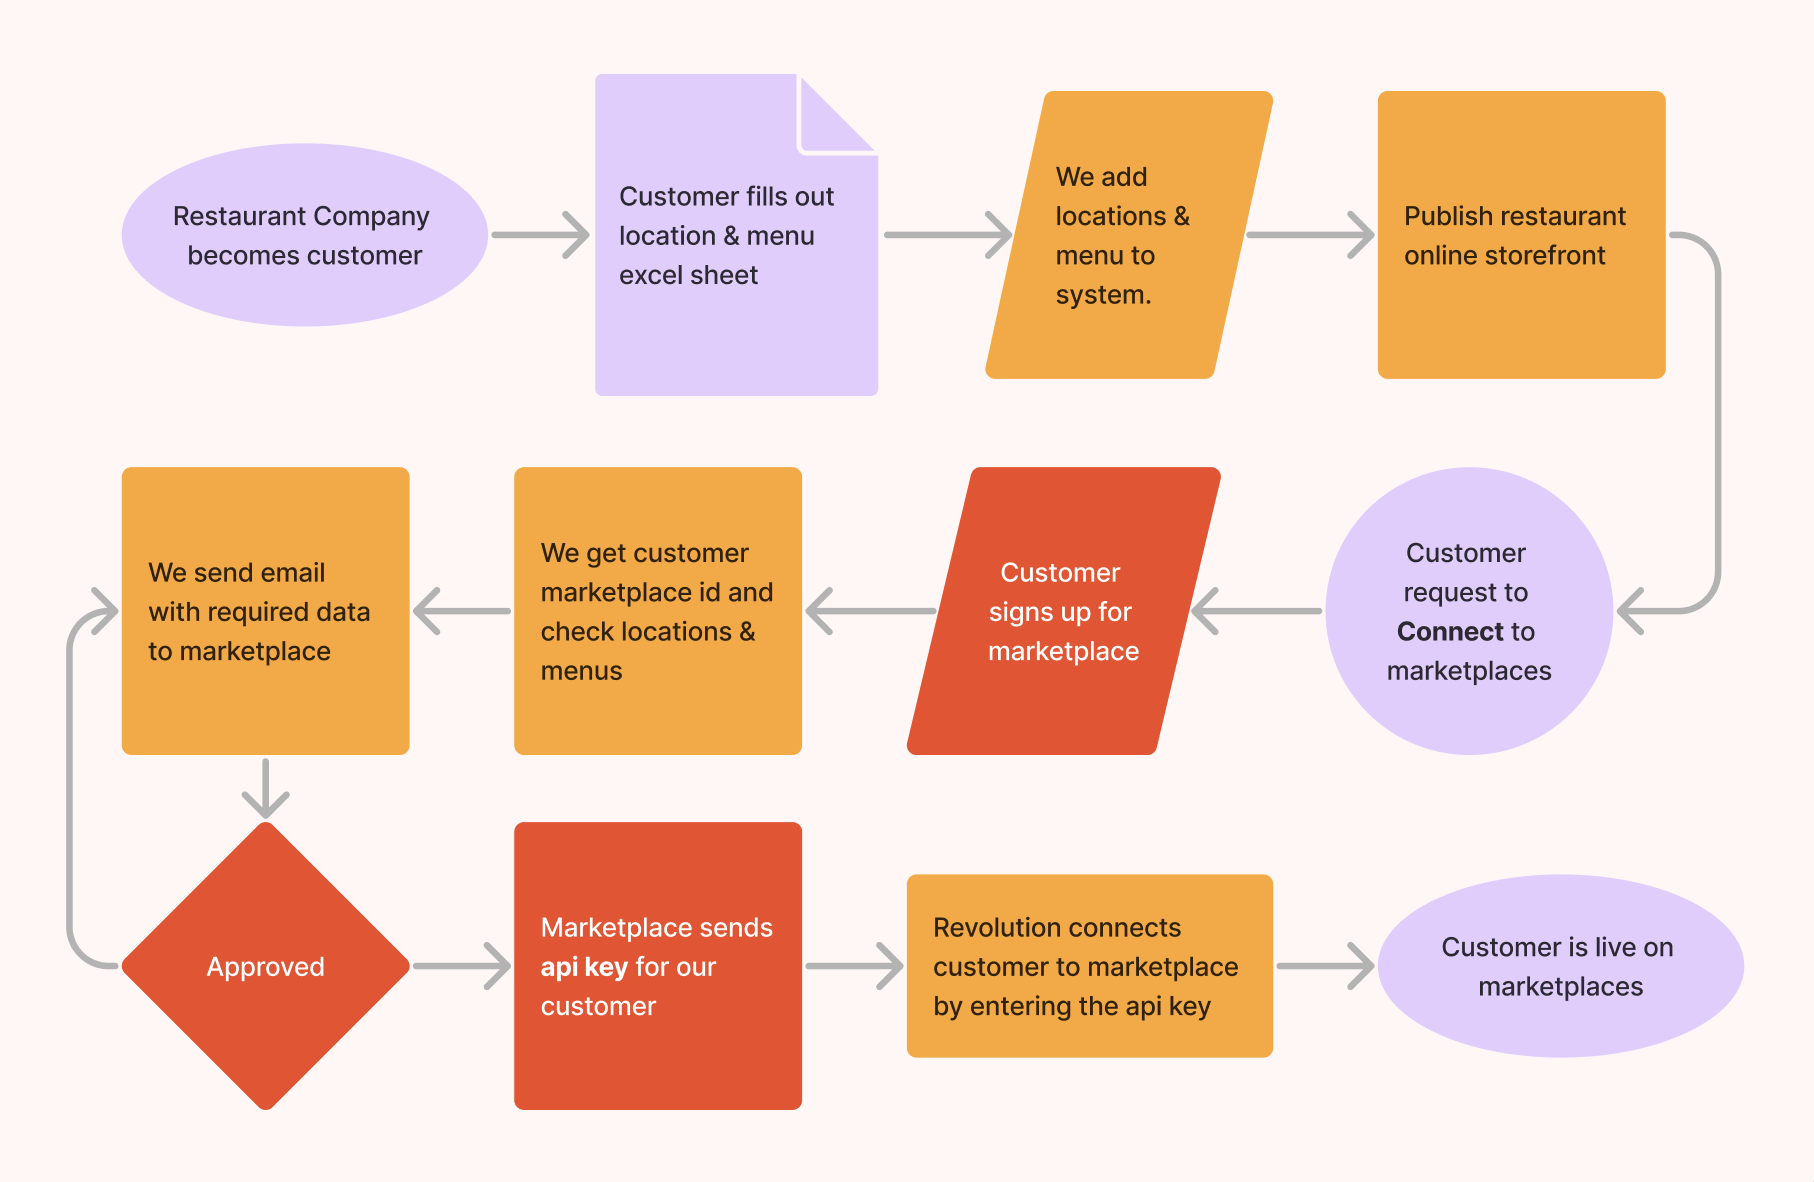 Restaurant Company
becomes customer
Customer fills out
location & menu
excel sheet
We add
locations &
menu to
system.
Publish restaurant
online storefront
Customer
request to
Connect to
marketplaces
Customer
signs up for
marketplace
We get customer
marketplace id and
check locations &
menus
We send email
with required data
to marketplace
Approved
Marketplace sends
api key for our
customer
Revolution connects
customer to marketplace
by entering the api key
Customer is live on
marketplaces